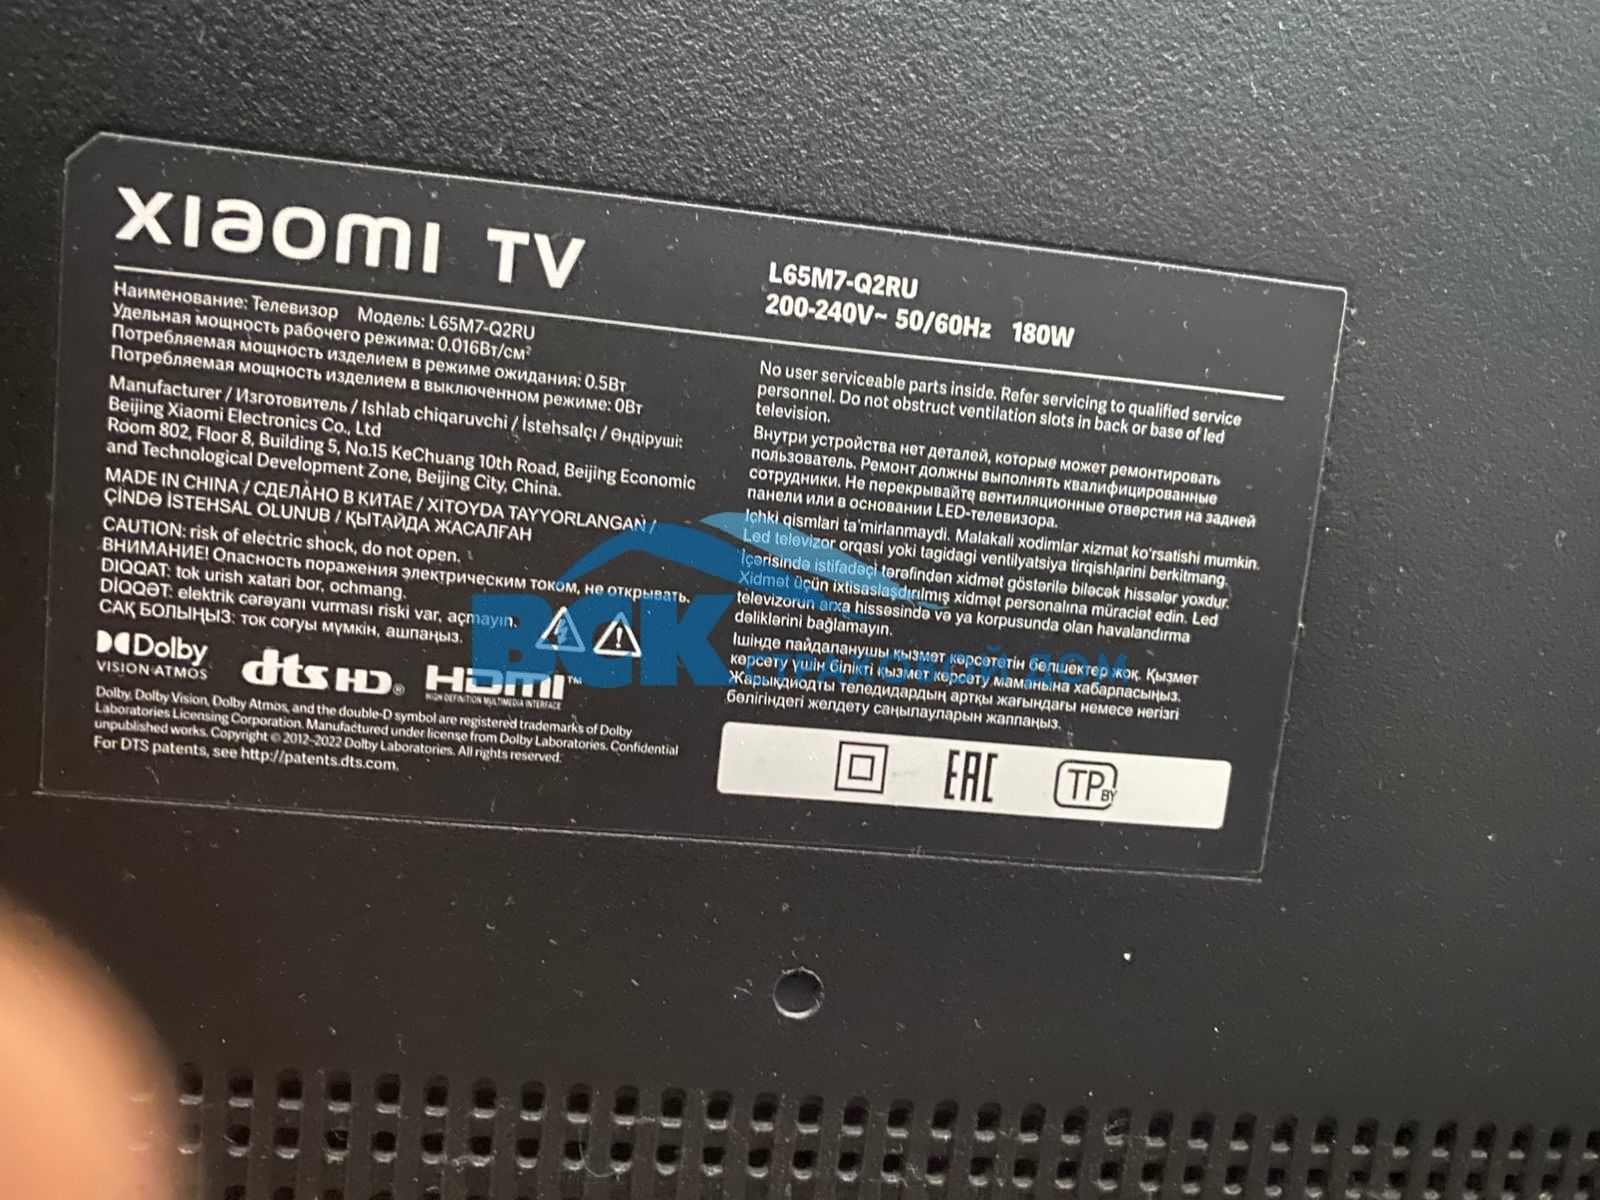 XIAOMI TV
L65M7-Q2RU
200-240V~ 50/60Hz 180W
Наименование: Телевизор Модель: L65M7-Q2RU
Удельная мощность рабочего режима: 0.016Вт/см²
Потребляемая мощность изделием в режиме ожидания: 0.5Вт
Потребляемая мощность изделием в выключенном режиме: 0Вт
Manufacturer / Изготовитель / Ishlab chiqaruvchi / İstehsalçı / Өндіруші:
Beijing Xiaomi Electronics Co., Ltd
Room 802, Floor 8, Building 5, No.15 KeChuang 10th Road, Beijing Economic
and Technological Development Zone, Beijing City, China.
MADE IN CHINA / СДЕЛАНО В КИТАЕ / XITOYDA TAYYORLANGAN /
ÇİNDƏ İSTEHSAL OLUNUB / ҚЫТАЙДА ЖАСАЛҒАН
CAUTION: risk of electric shock, do not open.
ВНИМАНИЕ! Опасность поражения электрическим током, не открывать.
DIQQAT: tok urish xatari bor, ochmang.
DİQQƏT: elektrik cərəyanı vurması riski var, açmayın.
САҚ БОЛЫҢЫЗ: ток соғуы мүмкін, ашпаңыз.
Dolby
VISION·ATMOS
dts HD®
HDMI™
HIGH DEFINITION MULTIMEDIA INTERFACE
Dolby, Dolby Vision, Dolby Atmos, and the double-D symbol are registered trademarks of Dolby
Laboratories Licensing Corporation. Manufactured under license from Dolby Laboratories. Confidential
unpublished works. Copyright © 2012-2022 Dolby Laboratories. All rights reserved.
For DTS patents, see http://patents.dts.com.
No user serviceable parts inside. Refer servicing to qualified service
personnel. Do not obstruct ventilation slots in back or base of led
television.
Внутри устройства нет деталей, которые может ремонтировать
пользователь. Ремонт должны выполнять квалифицированные
сотрудники. Не перекрывайте вентиляционные отверстия на задней
панели или в основании LED-телевизора.
Ichki qismlari ta'mirlanmaydi. Malakali xodimlar xizmat ko'rsatishi mumkin.
Led televizor orqasi yoki tagidagi ventilyatsiya tirqishlarini berkitmang.
İçərisində istifadəçi tərəfindən xidmət göstərilə biləcək hissələr yoxdur.
Xidmət üçün ixtisaslaşdırılmış xidmət personalına müraciət edin. Led
televizorun arxa hissəsində və ya korpusunda olan havalandırma
dəliklərini bağlamayın.
Ішінде пайдаланушы қызмет көрсететін бөлшектер жоқ. Қызмет
көрсету үшін білікті қызмет көрсету маманына хабарласыңыз.
Жарықдиодты теледидардың артқы жағындағы немесе негізгі
бөлігіндегі желдету саңылауларын жаппаңыз.
EAC
TP BY
ВСК
СТРАХОВОЙ ДОМ